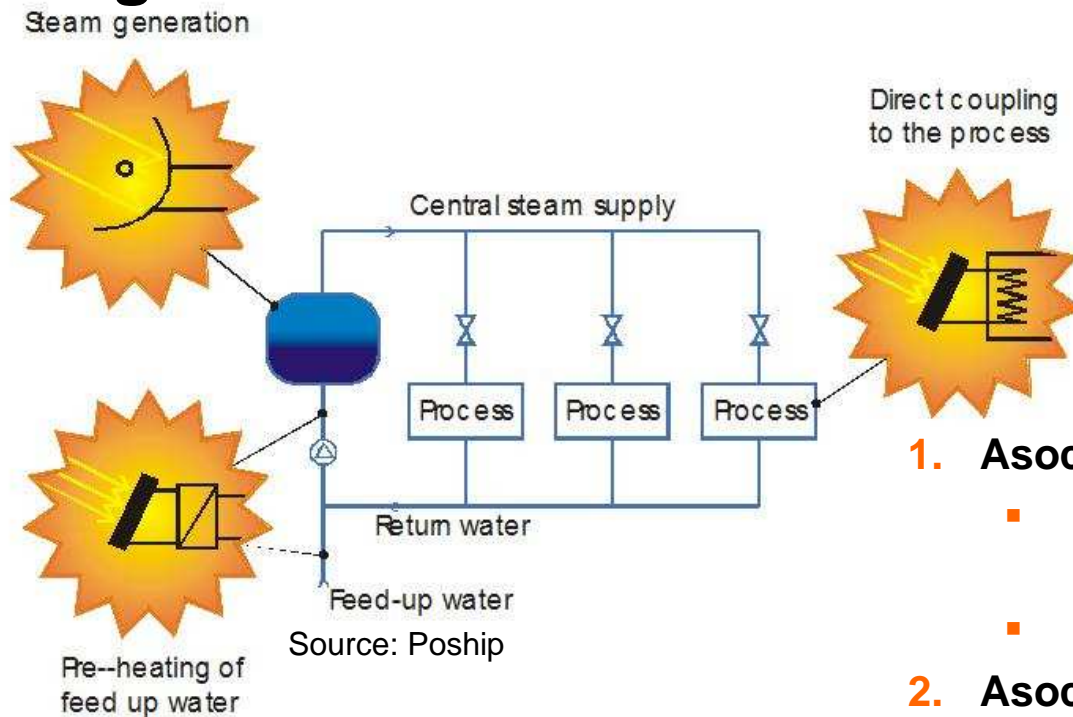 Steam generation
Direct coupling
to the process
Central steam supply
Process
Process
Process
1. Asoc
Return water
Feed-up water
Source: Poship
Pre--heating of
feed up water
2. Asoc